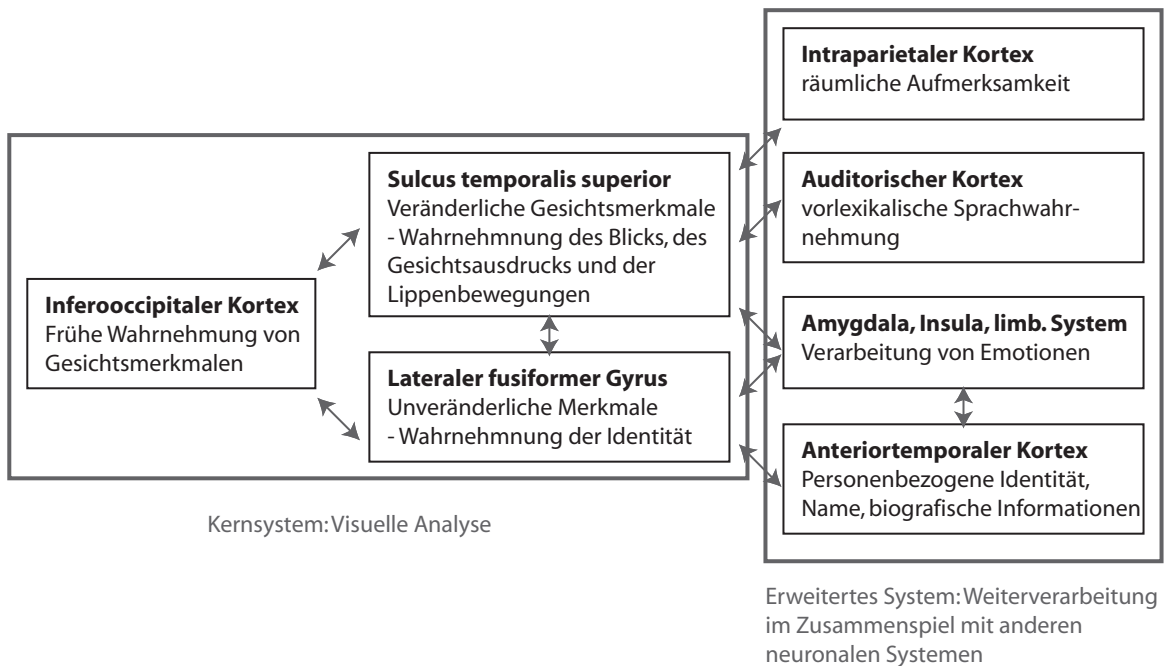 Inferooccipitaler Kortex
Frühe Wahrnehmung von
Gesichtsmerkmalen
Sulcus temporalis superior
Veränderliche Gesichtsmerkmale
- Wahrnehmnung des Blicks, des
Gesichtsausdrucks und der
Lippenbewegungen
Lateraler fusiformer Gyrus
Unveränderliche Merkmale
- Wahrnehmnung der Identität
Kernsystem: Visuelle Analyse
Intraparietaler Kortex
räumliche Aufmerksamkeit
Auditorischer Kortex
vorlexikalische Sprachwahr-
nehmung
Amygdala, Insula, limb. System
Verarbeitung von Emotionen
Anteriortemporaler Kortex
Personenbezogene Identität,
Name, biografische Informationen
Erweitertes System: Weiterverarbeitung
im Zusammenspiel mit anderen
neuronalen Systemen